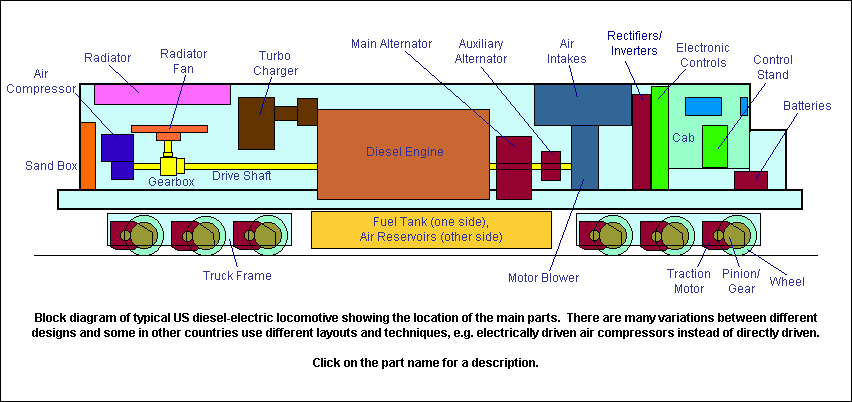 Main Alternator
Auxiliary
Alternator
Air
Intakes
Rectifiers/
Inverters
Electronic
Controls
Radiator
Radiator
Fan
Turbo
Charger
Control
Stand
Air
Compressor
Batteries
Sand Box
Gearbox
Drive Shaft
Diesel Engine
Cab
Fuel Tank (one side),
Air Reservoirs (other side)
Truck Frame
Motor Blower
Traction
Motor
Pinion/
Gear
Wheel
Block diagram of typical US diesel-electric locomotive showing the location of the main parts.  There are many variations between different
designs and some in other countries use different layouts and techniques, e.g. electrically driven air compressors instead of directly driven.
Click on the part name for a description.